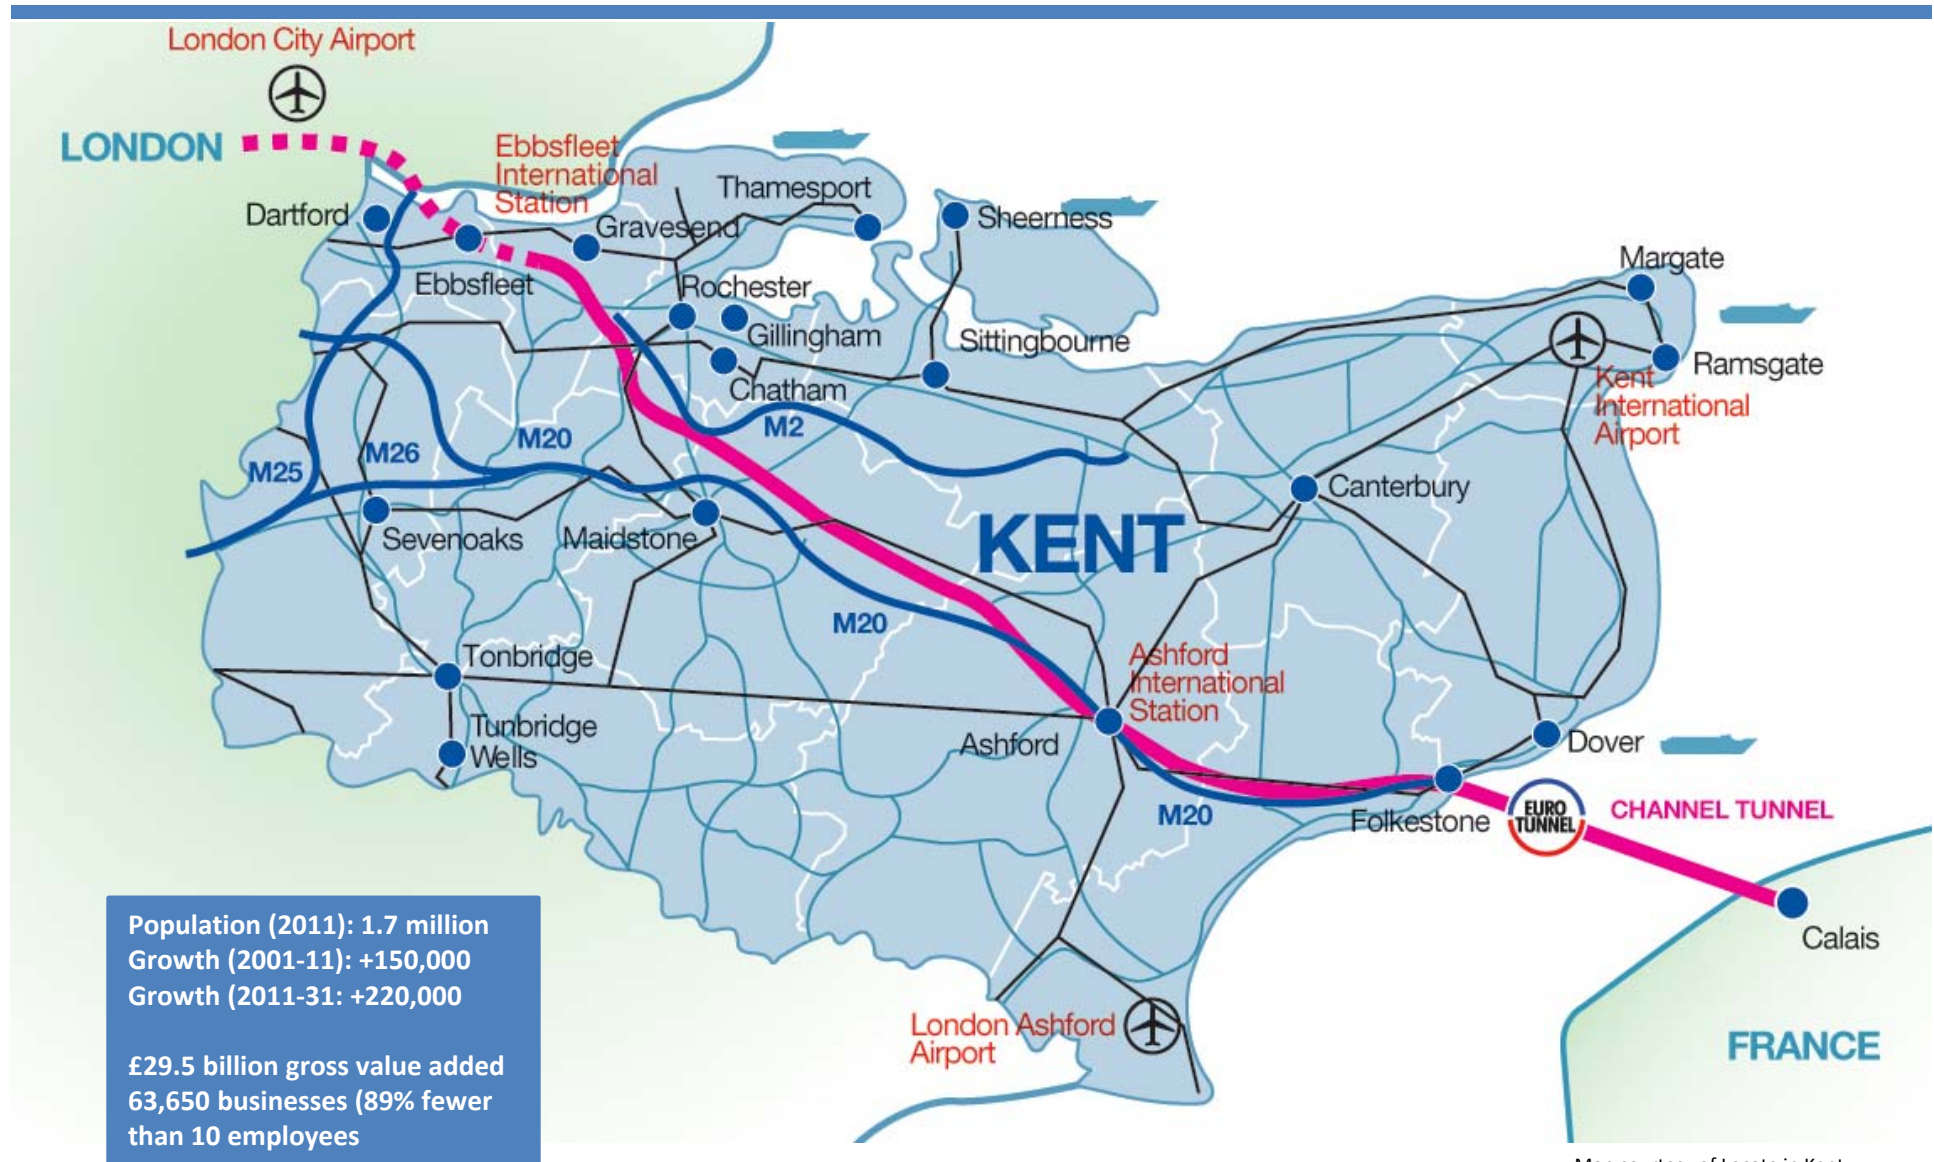 London City Airport
LONDON
Ebbsfleet
International
Station
Thamesport
Dartford
Gravesend
Sheerness
Ebbsfleet
Rochester
Margate
Gillingham
Sittingbourne
Ramsgate
Chatham
Kent
International
Airport
M2
M20
M26
M25
Canterbury
KENT
Sevenoaks
Maidstone
M20
Tonbridge
Ashford
International
Station
Tunbridge
Wells
Ashford
Dover
M20
Folkestone
EURO
TUNNEL
CHANNEL TUNNEL
Calais
London Ashford
Airport
FRANCE
Population (2011): 1.7 million
Growth (2001-11): +150,000
Growth (2011-31: +220,000
£29.5 billion gross value added
63,650 businesses (89% fewer
than 10 employees